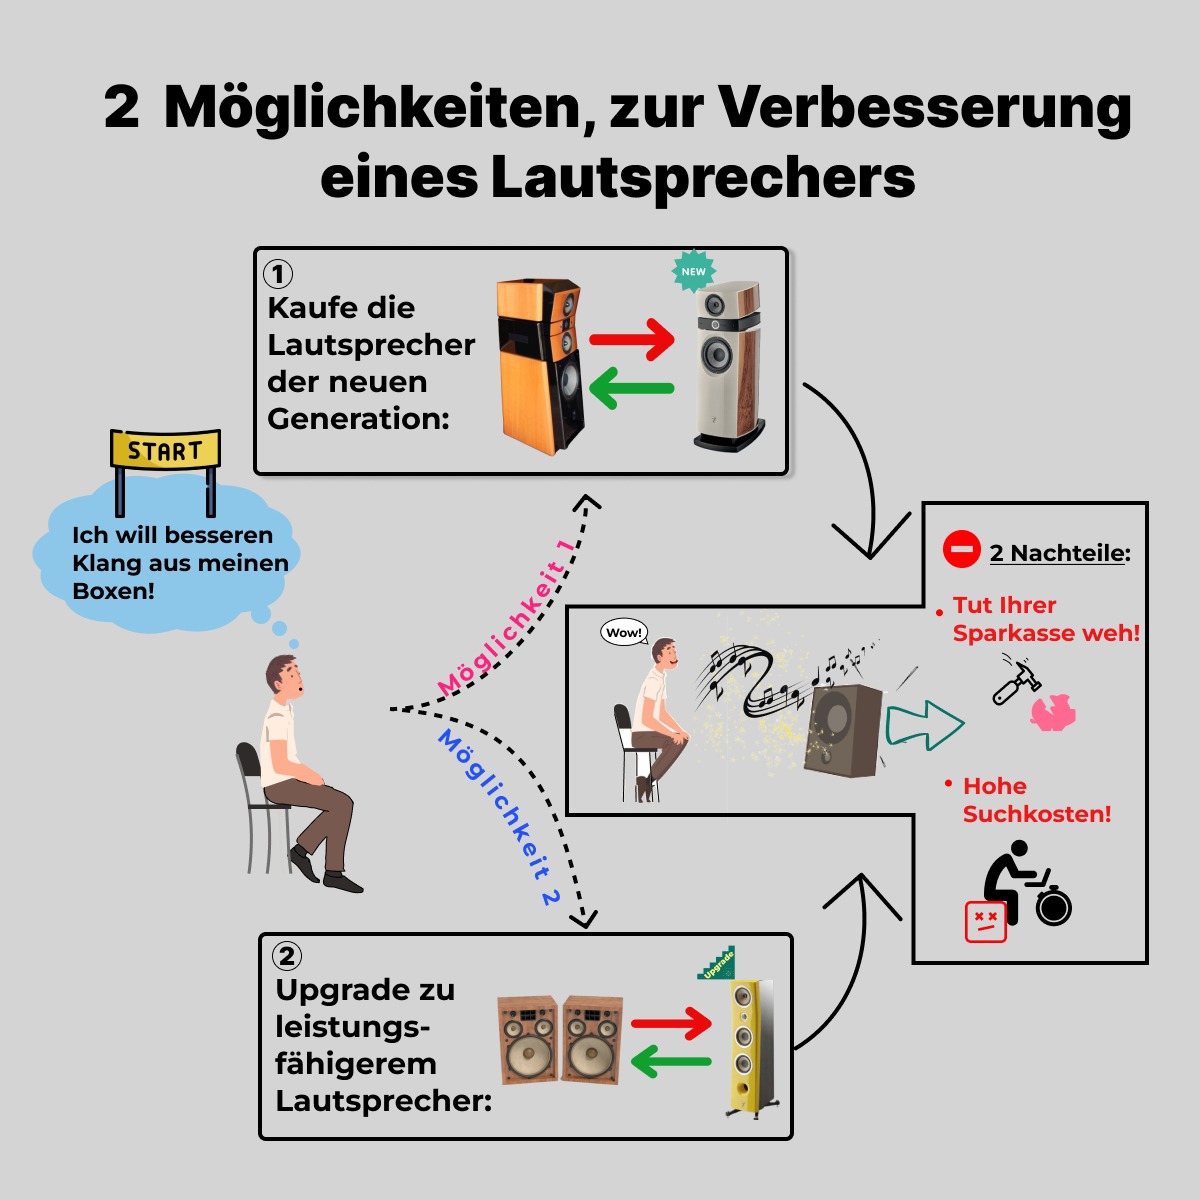 2 Möglichkeiten, zur Verbesserung
eines Lautsprechers
1
Kaufe die
Lautsprecher
der neuen
Generation:
NEW
START
Ich will besseren
Klang aus meinen
Boxen!
Möglichkeit 1
Möglichkeit 2
Wow!
2 Nachteile:
• Tut Ihrer
Sparkasse weh!
• Hohe
Suchkosten!
2
Upgrade zu
leistungs-
fähigerem
Lautsprecher:
Upgrade